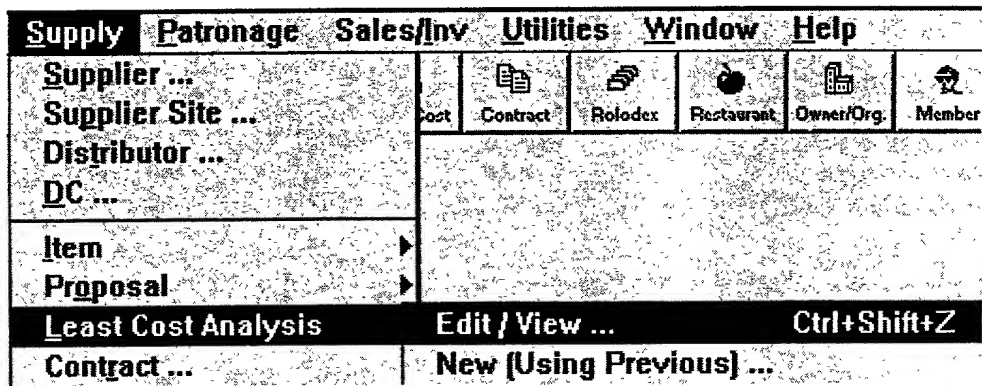 Supply Patronage Sales/Inv Utilities Window Help
Supplier ...
Supplier Site ...
Distributor ...
DC ...
Cost Contract Rolodex Restaurant Owner/Org. Member
Item
Proposal
Least Cost Analysis Edit / View ... Ctrl+Shift+Z
Contract ... New (Using Previous) ...